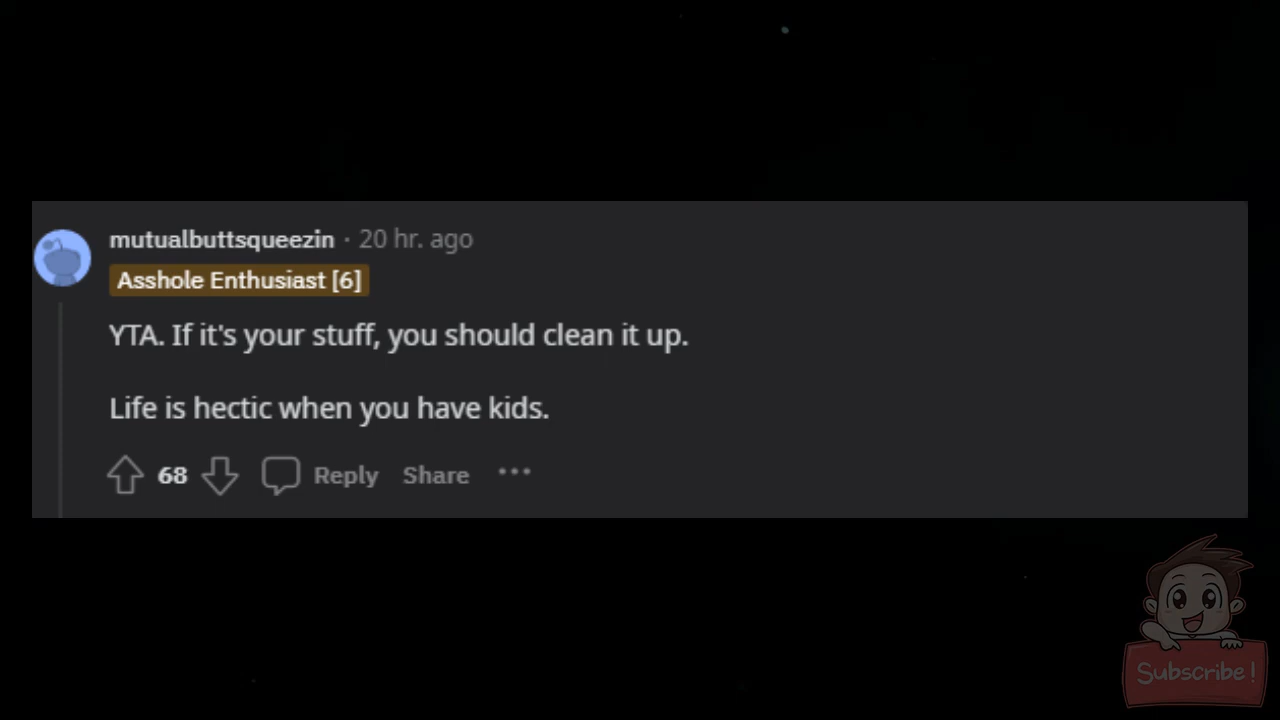 mutualbuttsqueezin · 20 hr. ago
Asshole Enthusiast [6]
YTA. If it's your stuff, you should clean it up.
Life is hectic when you have kids.
68 Reply Share ···
Subscribe!